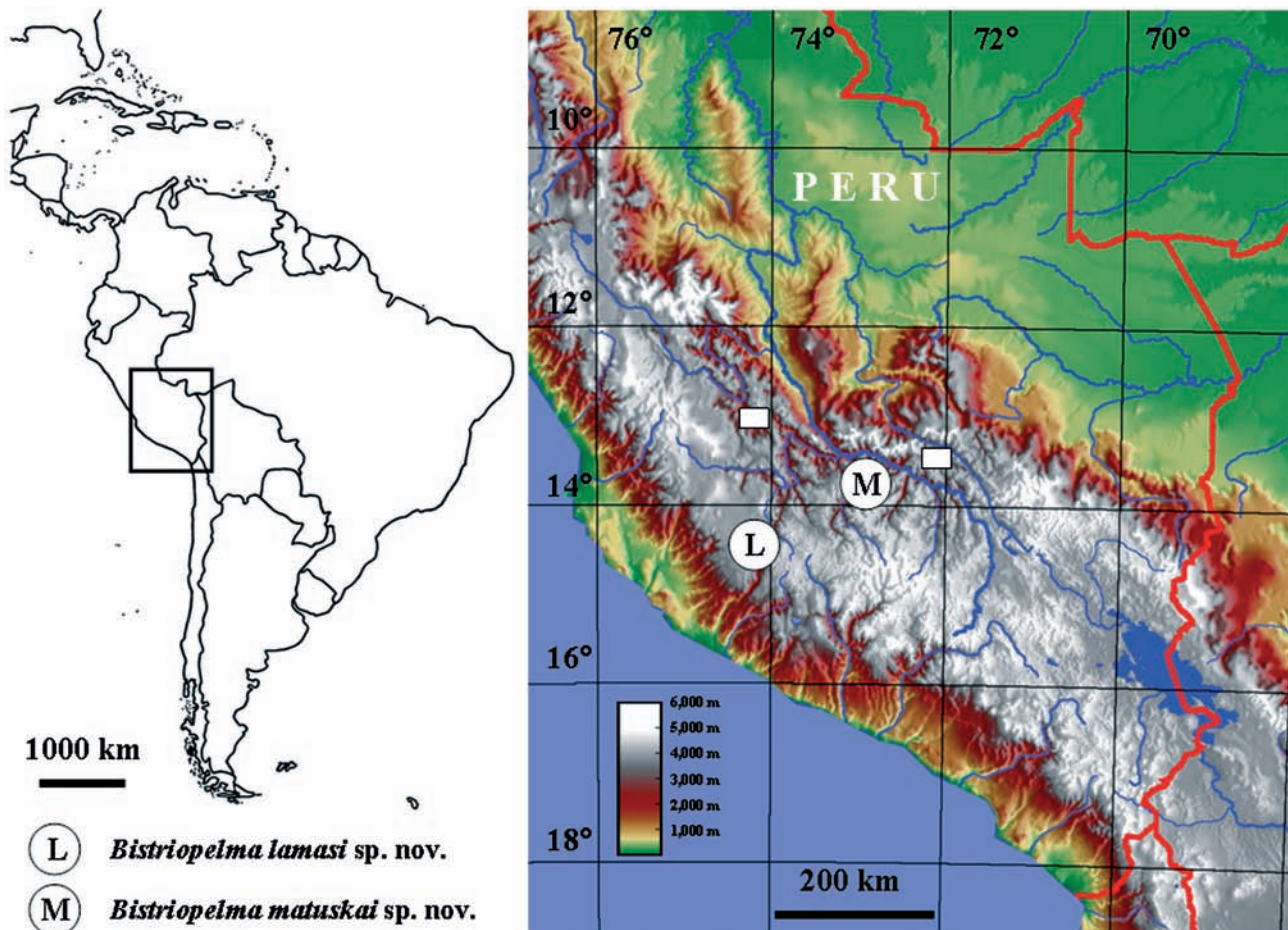 1000 km
L Bistriopelma lamasi sp. nov.
M Bistriopelma matuskai sp. nov.
76° 74° 72° 70°
10°
PERU
12°
14°
M
L
16°
18°
6,000 m
5,000 m
4,000 m
3,000 m
2,000 m
1,000 m
200 km